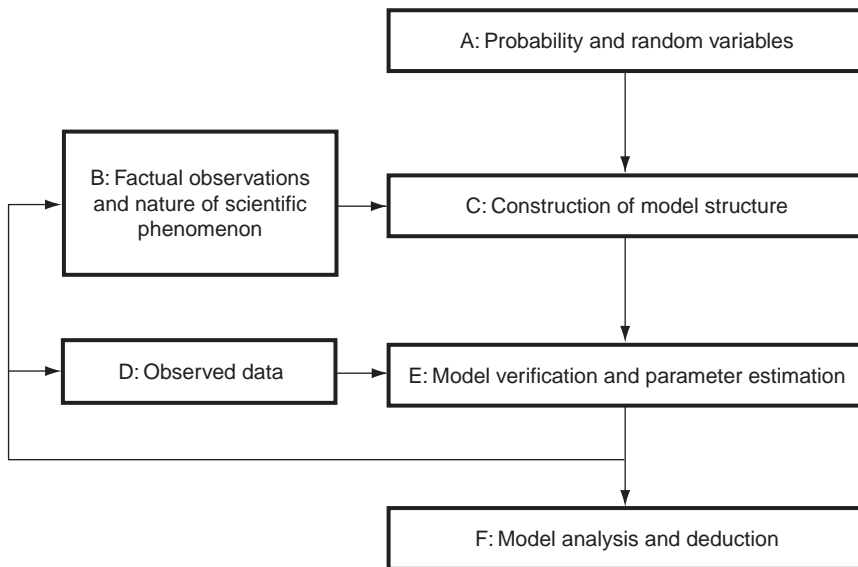 A: Probability and random variables
B: Factual observations
and nature of scientific
phenomenon
C: Construction of model structure
D: Observed data
E: Model verification and parameter estimation
F: Model analysis and deduction